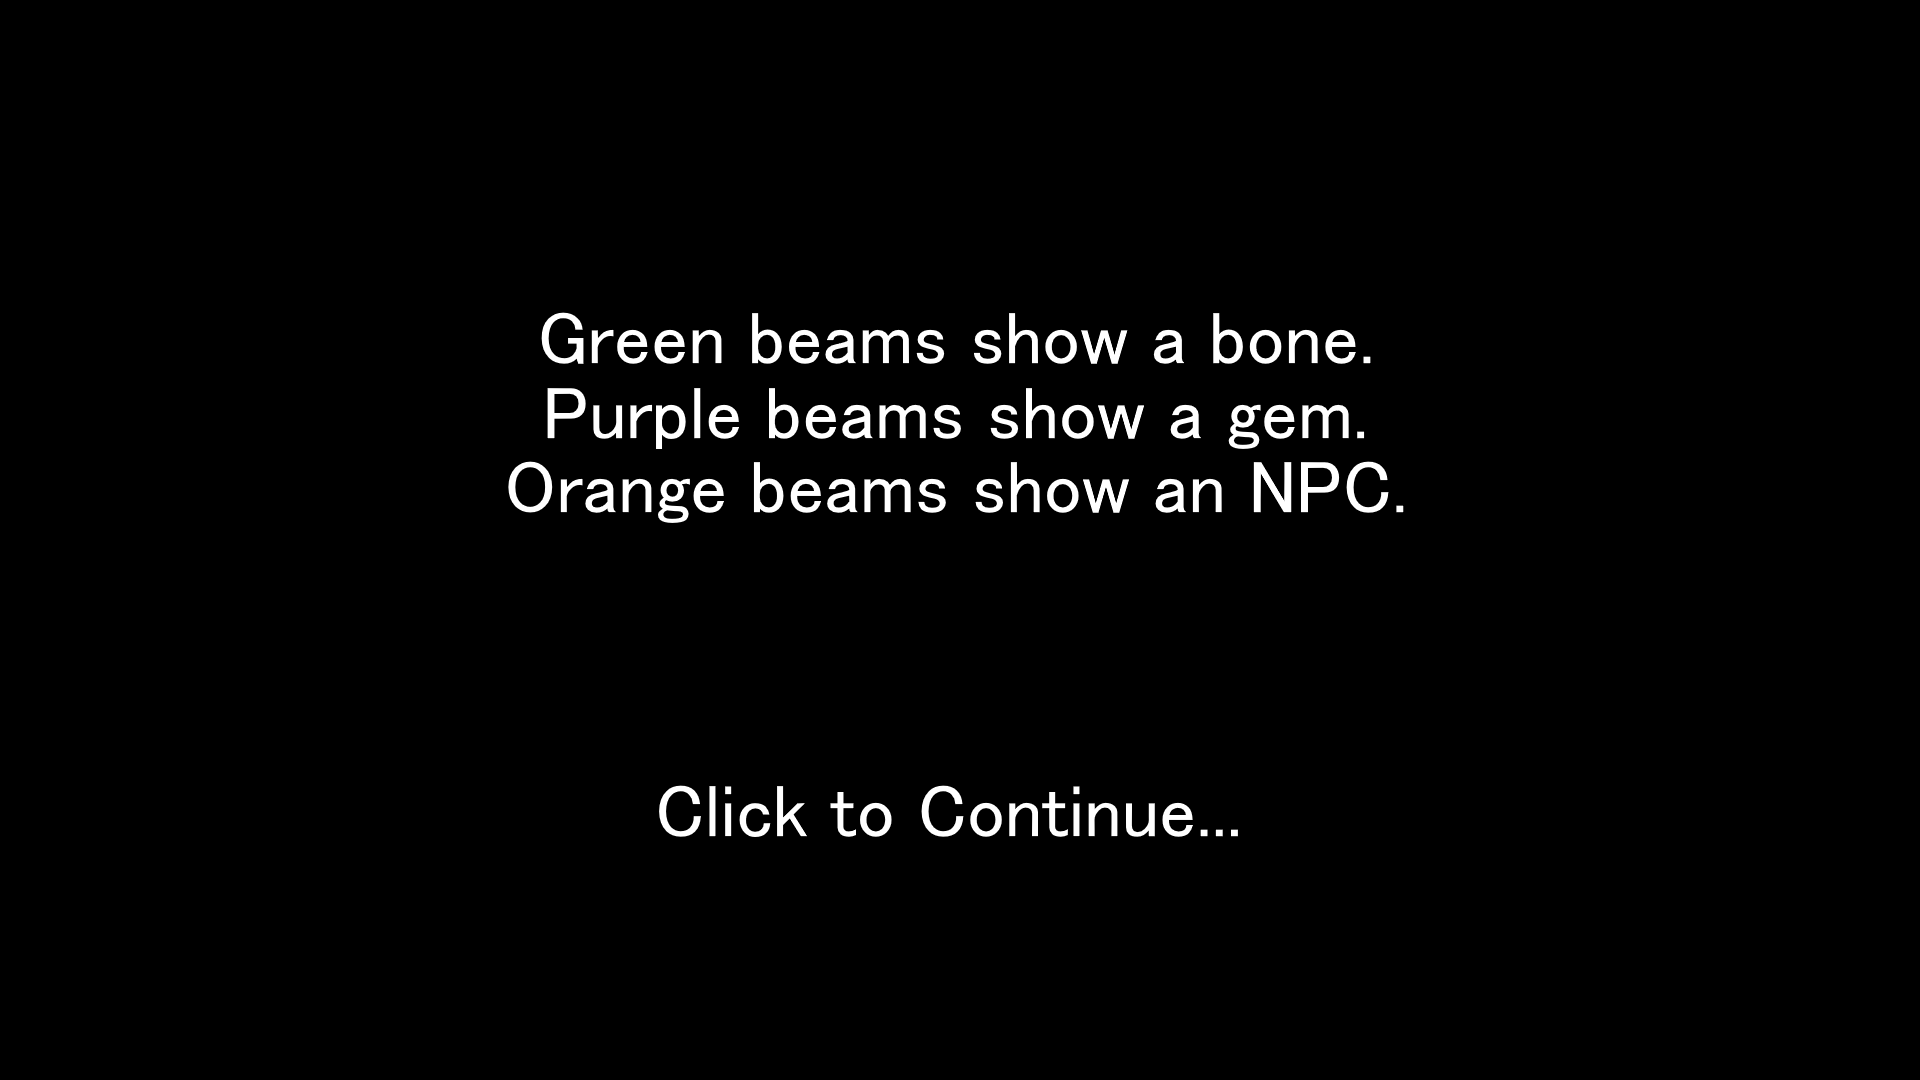 Green beams show a bone.
Purple beams show a gem.
Orange beams show an NPC.
Click to Continue...